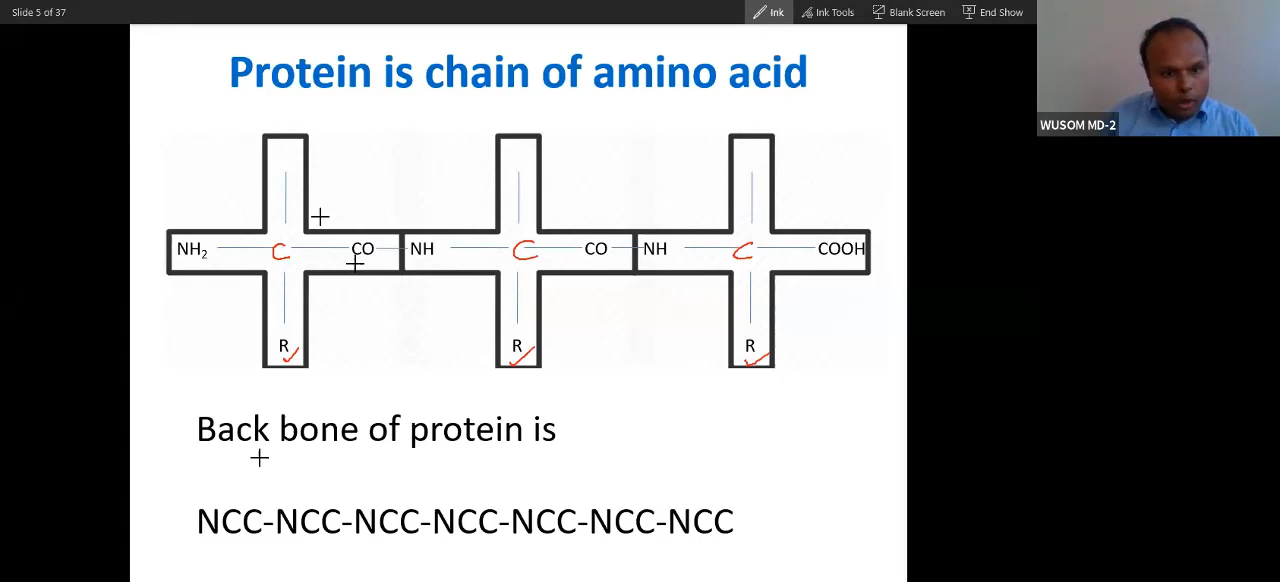 Slide 5 of 37 Ink Ink Tools Blank Screen End Show
Protein is chain of amino acid
WUSOM MD-2
NH₂ C CO NH C CO NH C COOH
R R R
Back bone of protein is
NCC-NCC-NCC-NCC-NCC-NCC-NCC